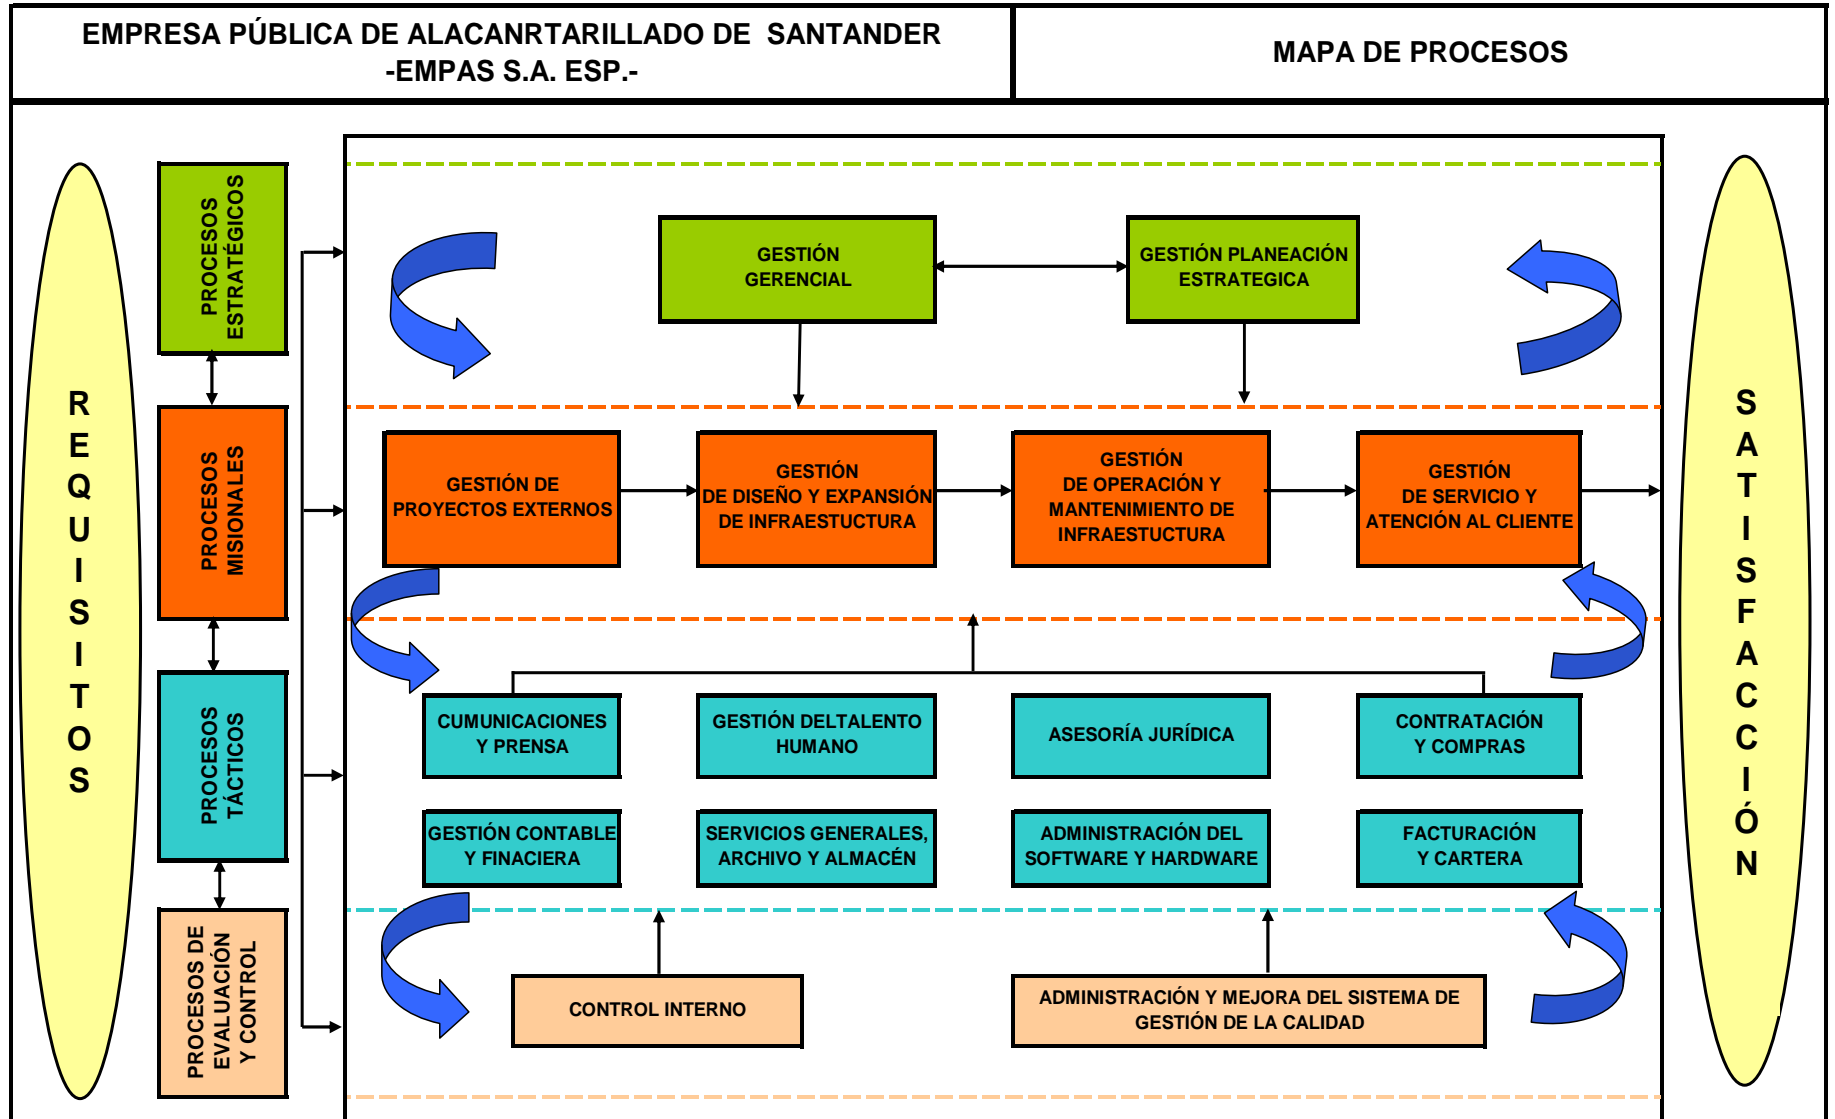 EMPRESA PÚBLICA DE ALACANRTARILLADO DE SANTANDER
-EMPAS S.A. ESP.-
MAPA DE PROCESOS
REQUISITOS
PROCESOS
ESTRATÉGICOS
GESTIÓN
GERENCIAL
GESTIÓN PLANEACIÓN
ESTRATEGICA
PROCESOS
MISIONALES
GESTIÓN DE
PROYECTOS EXTERNOS
GESTIÓN
DE DISEÑO Y EXPANSIÓN
DE INFRAESTUCTURA
GESTIÓN
DE OPERACIÓN Y
MANTENIMIENTO DE
INFRAESTUCTURA
GESTIÓN
DE SERVICIO Y
ATENCIÓN AL CLIENTE
PROCESOS
TÁCTICOS
CUMUNICACIONES
Y PRENSA
GESTIÓN DELTALENTO
HUMANO
ASESORÍA JURÍDICA
CONTRATACIÓN
Y COMPRAS
GESTIÓN CONTABLE
Y FINACIERA
SERVICIOS GENERALES,
ARCHIVO Y ALMACÉN
ADMINISTRACIÓN DEL
SOFTWARE Y HARDWARE
FACTURACIÓN
Y CARTERA
PROCESOS DE
EVALUACIÓN
Y CONTROL
CONTROL INTERNO
ADMINISTRACIÓN Y MEJORA DEL SISTEMA DE
GESTIÓN DE LA CALIDAD
SATISFACCIÓN